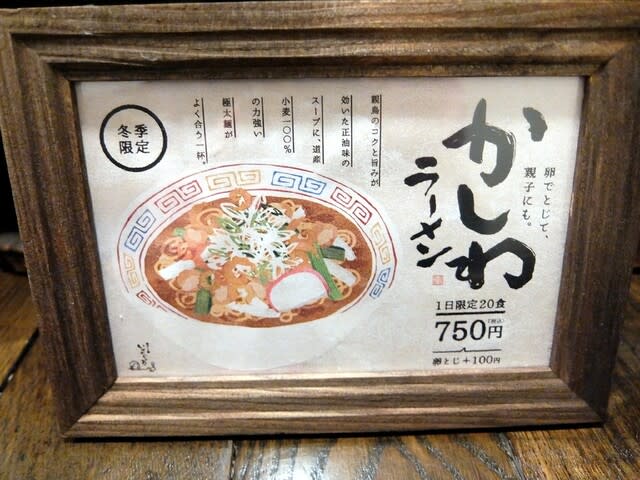 かしわ
ラーメン
卵でとじて、
親子にも。
1日限定20食
750円(税込)
卵とじ+100円
親鳥のコクと旨みが
効いた正油味の
スープに、道産
小麦一〇〇%
の力強い
極太麺が
よく合う一杯
冬季
限定